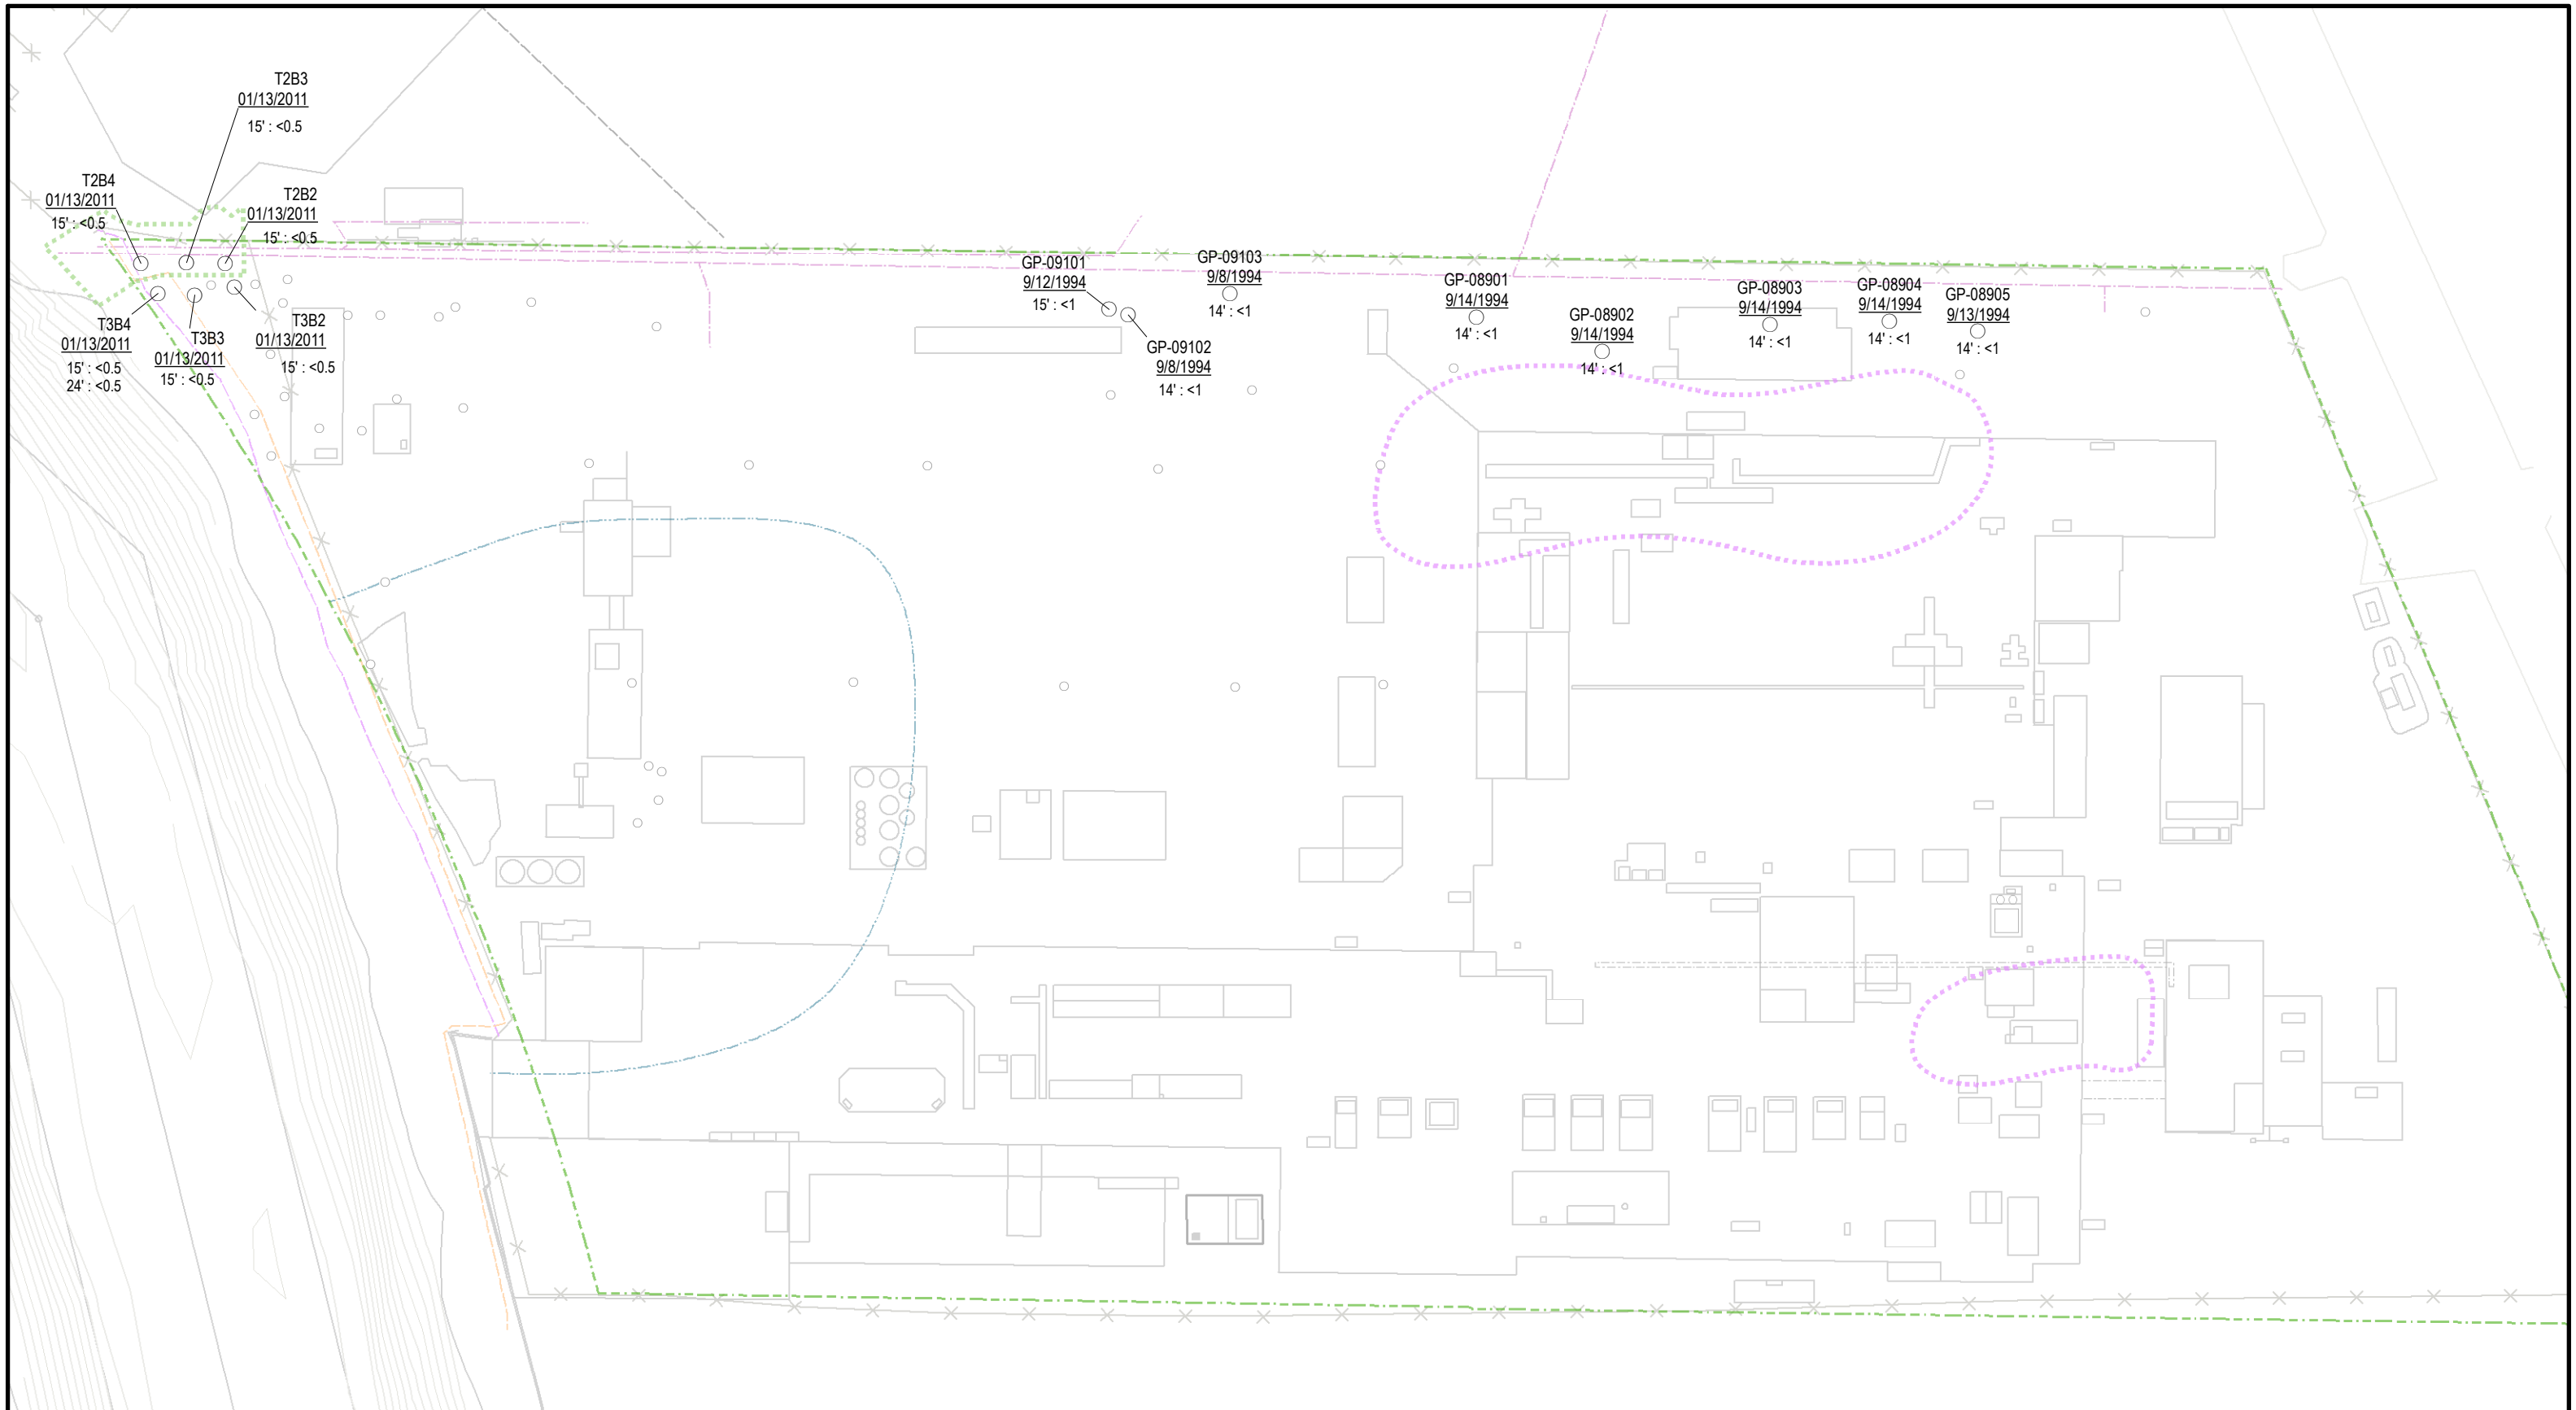 T2B3
01/13/2011
15' : <0.5
T2B4
01/13/2011
15' : <0.5
T2B2
01/13/2011
15' : <0.5
T3B4
01/13/2011
15' : <0.5
24' : <0.5
T3B3
01/13/2011
15' : <0.5
T3B2
01/13/2011
15' : <0.5
GP-09101
9/12/1994
15' : <1
GP-09102
9/8/1994
14' : <1
GP-09103
9/8/1994
14' : <1
GP-08901
9/14/1994
14' : <1
GP-08902
9/14/1994
14' : <1
GP-08903
9/14/1994
14' : <1
GP-08904
9/14/1994
14' : <1
GP-08905
9/13/1994
14' : <1